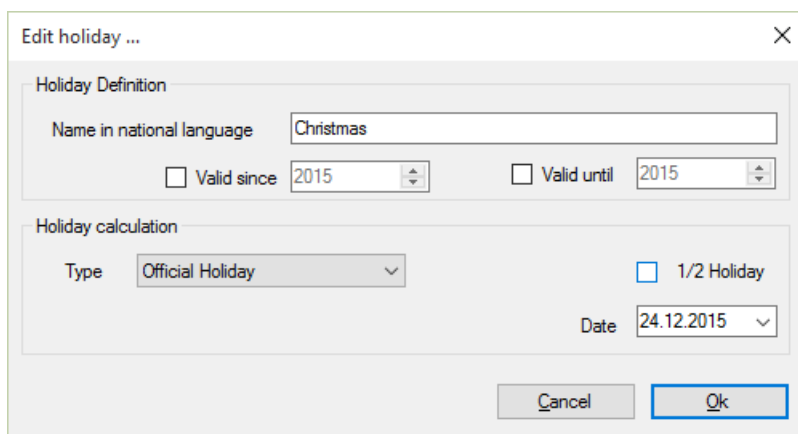 Edit holiday ...
Holiday Definition
Name in national language Christmas
Valid since 2015 Valid until 2015
Holiday calculation
Type Official Holiday 1/2 Holiday
Date 24.12.2015
Cancel Ok